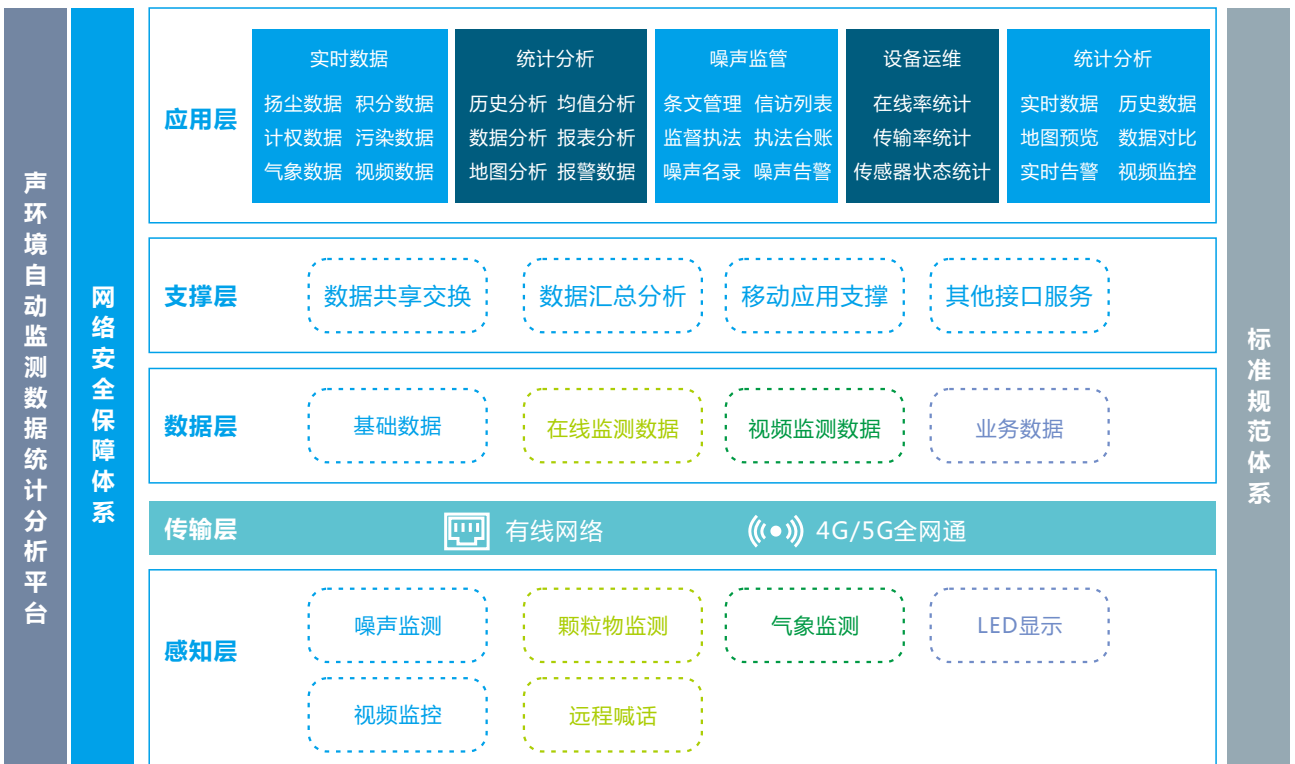 声环境自动监测数据统计分析平台
网络安全保障体系
应用层
实时数据
扬尘数据 积分数据
计权数据 污染数据
气象数据 视频数据
统计分析
历史分析 均值分析
数据分析 报表分析
地图分析 报警数据
噪声监管
条文管理 信访列表
监督执法 执法台账
噪声名录 噪声告警
设备运维
在线率统计
传输率统计
传感器状态统计
统计分析
实时数据 历史数据
地图预览 数据对比
实时告警 视频监控
支撑层
数据共享交换
数据汇总分析
移动应用支撑
其他接口服务
数据层
基础数据
在线监测数据
视频监测数据
业务数据
传输层
有线网络
4G/5G全网通
感知层
噪声监测
颗粒物监测
气象监测
LED显示
视频监控
远程喊话
标准规范体系